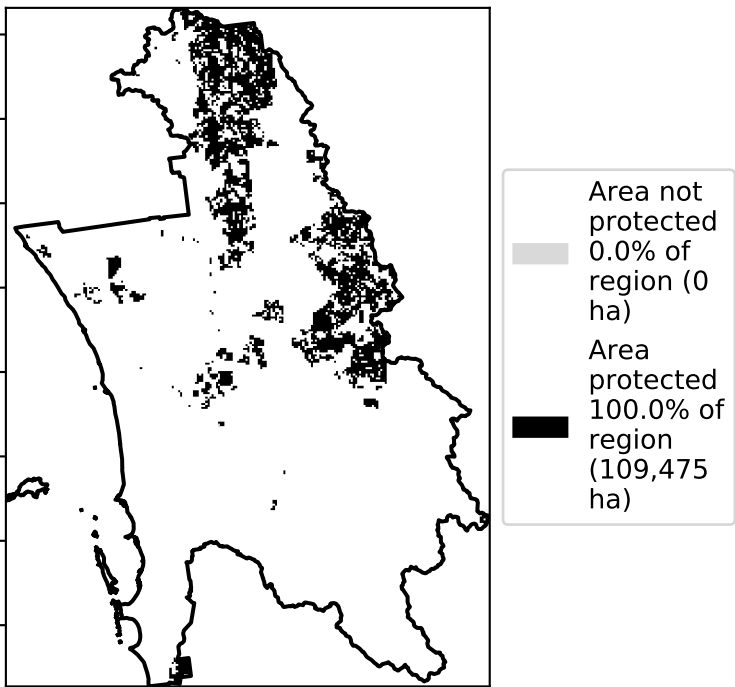 Area not
protected
0.0% of
region (0
ha)
Area
protected
100.0% of
region
(109,475
ha)